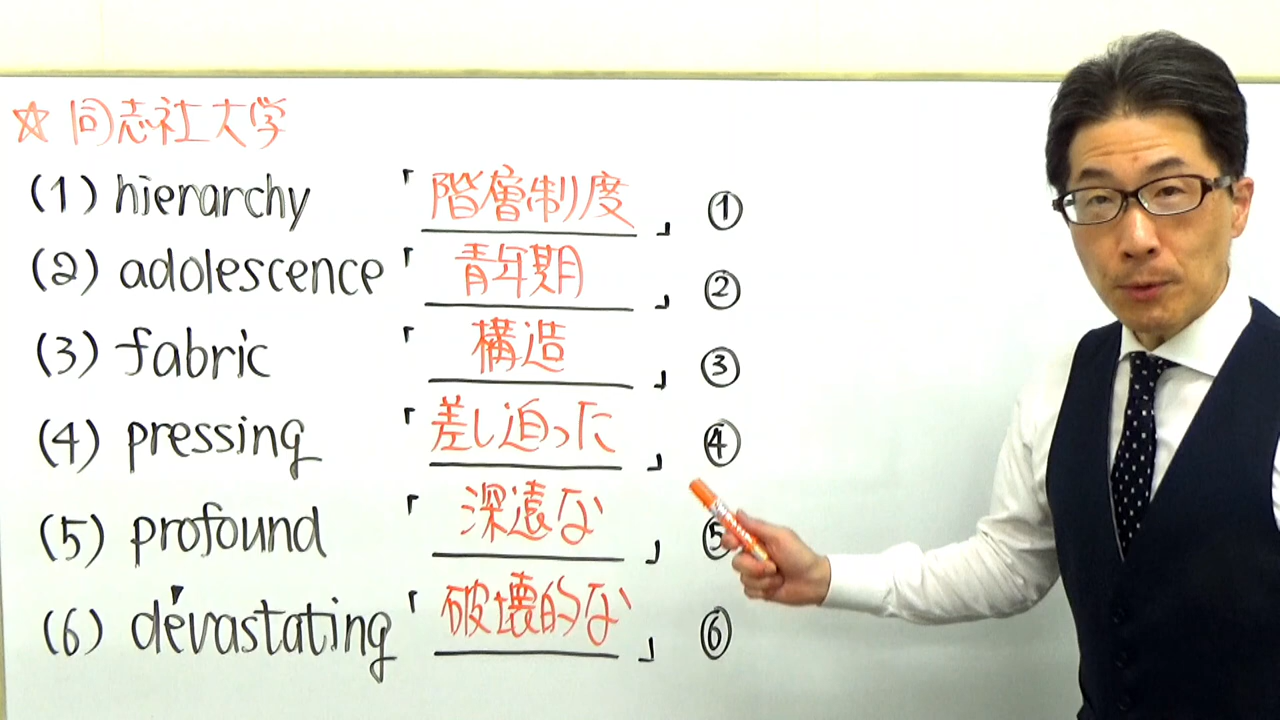 ☆同志社大学
(1) hierarchy 「階層制度」 ①
(2) adolescence 「青年期」 ②
(3) fabric 「構造」 ③
(4) pressing 「差し迫った」 ④
(5) profound 「深遠な」 ⑤
(6) dévastating 「破壊的な」 ⑥